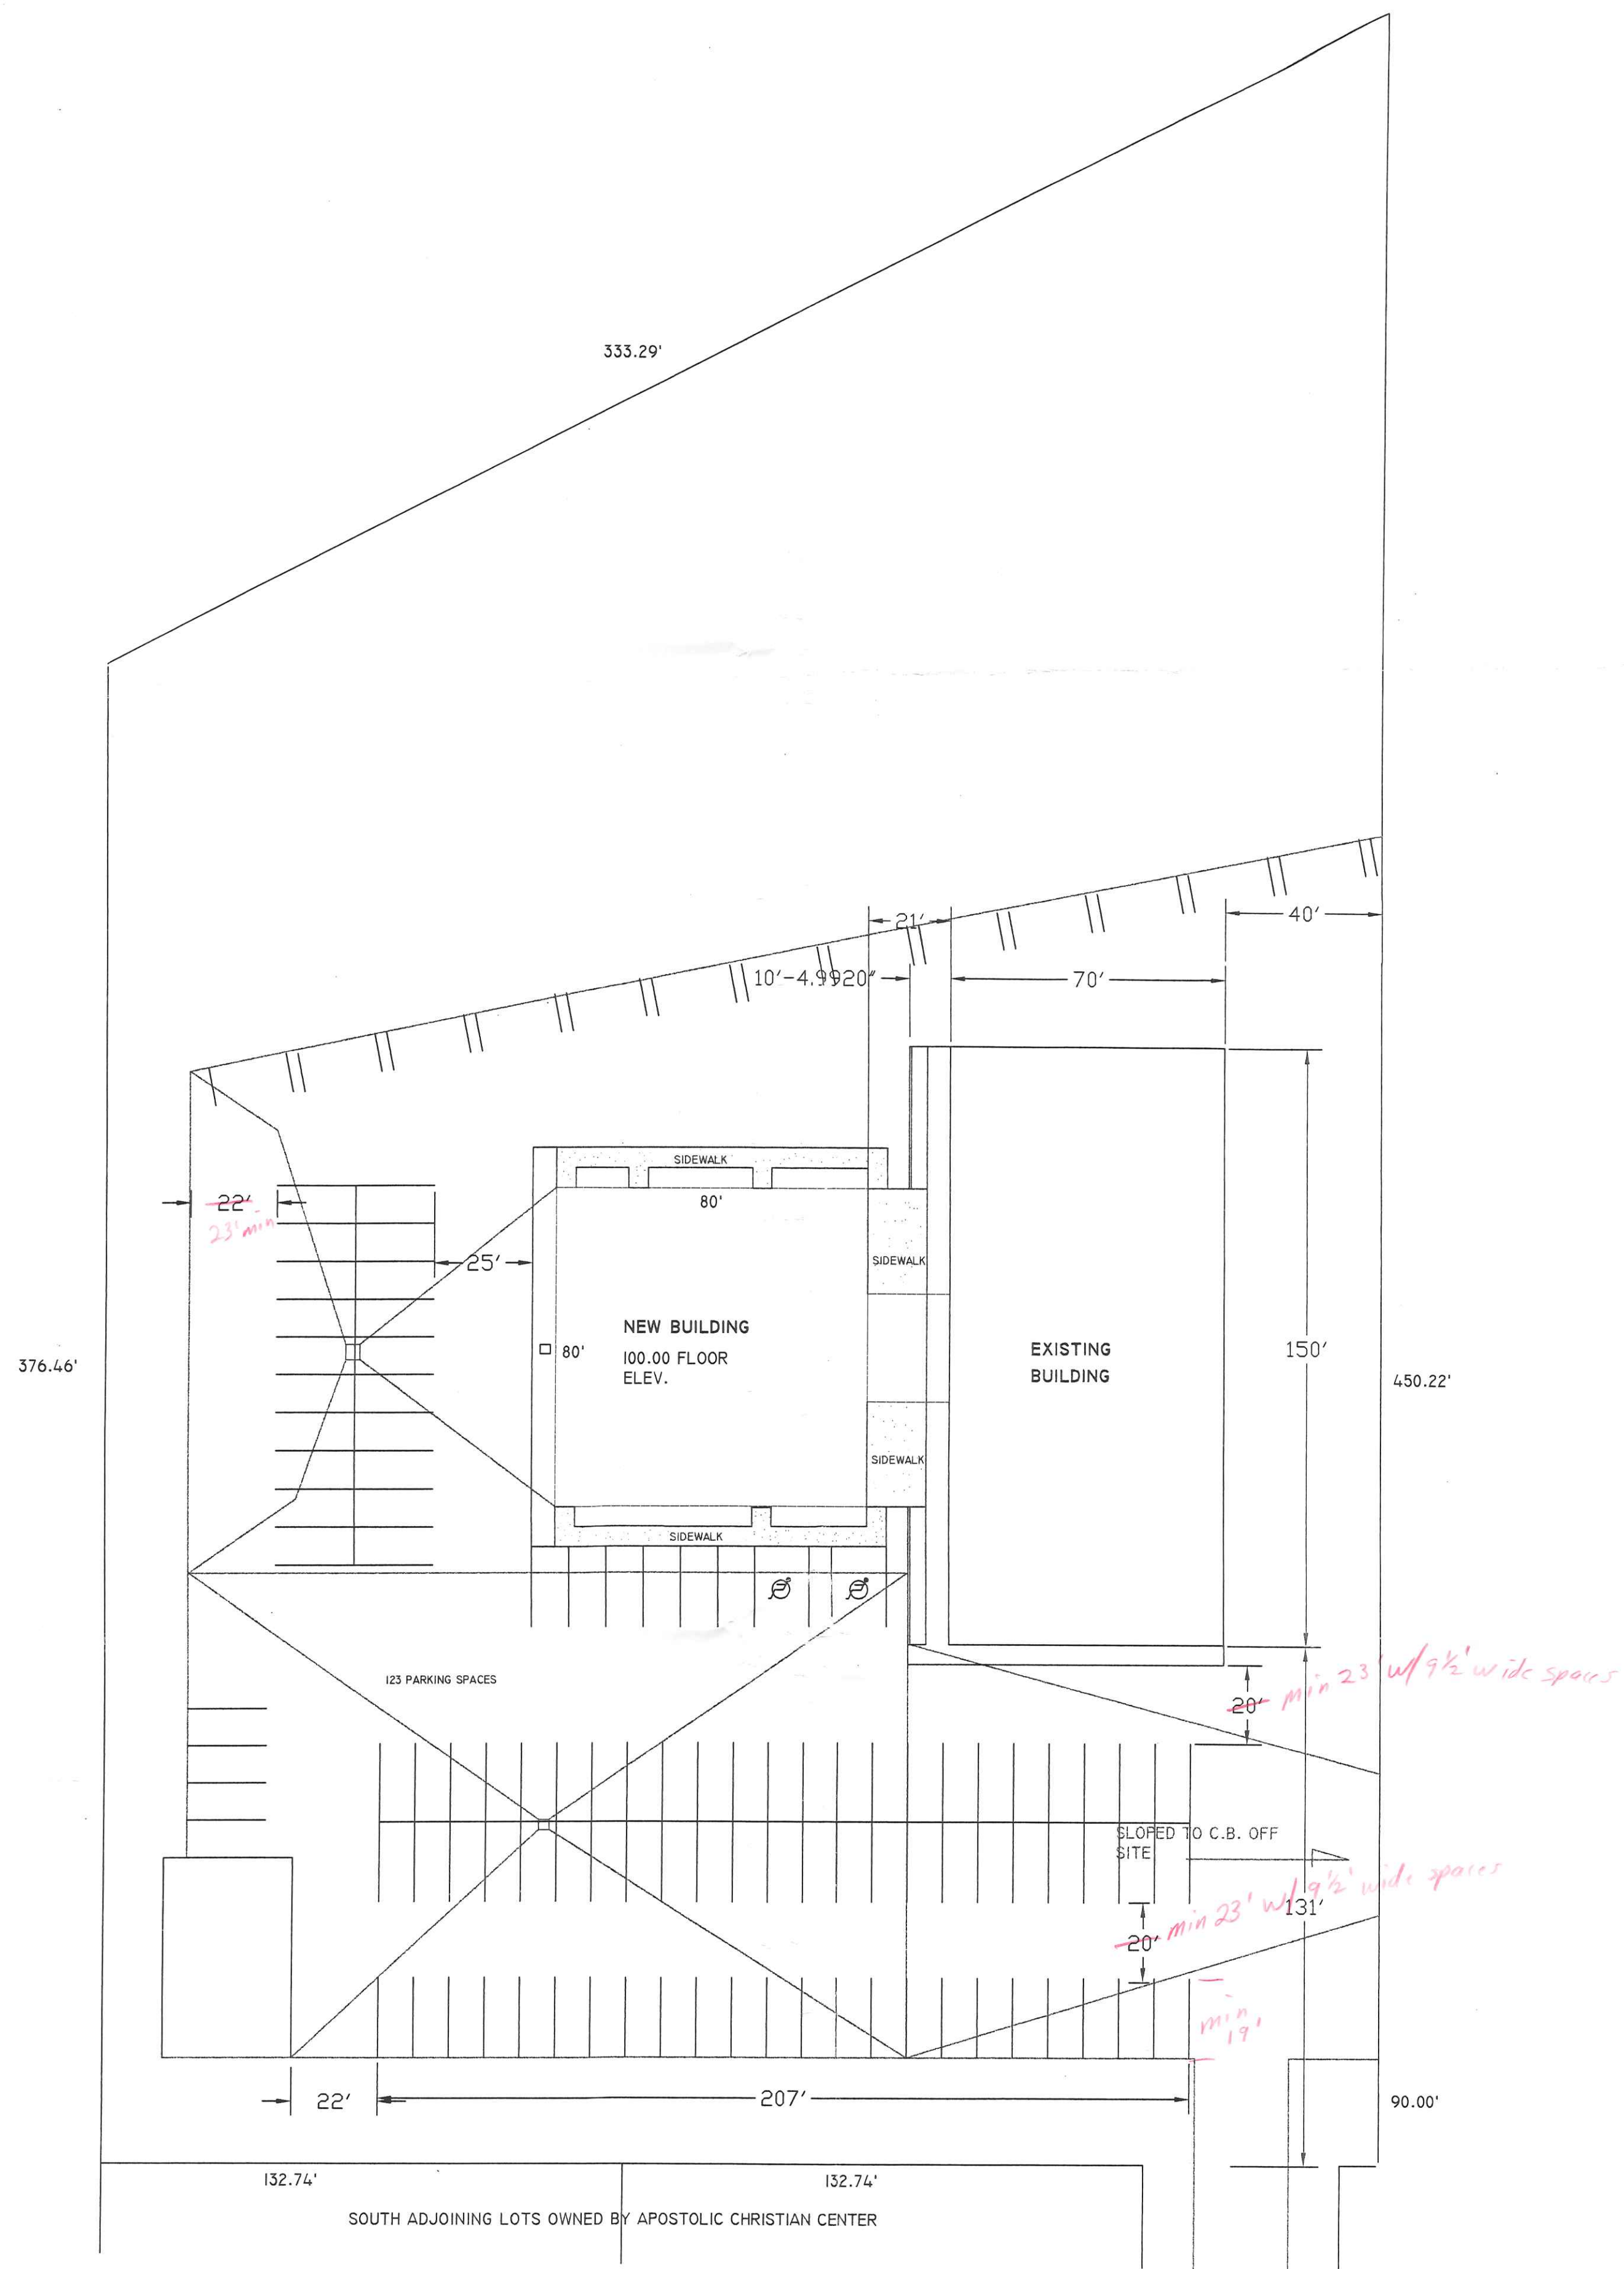 333.29'
21'
40'
10'-4.9920"
70'
SIDEWALK
22'
80'
23' min
25'
SIDEWALK
NEW BUILDING
80'
100.00 FLOOR
ELEV.
EXISTING
BUILDING
150'
376.46'
450.22'
SIDEWALK
SIDEWALK
123 PARKING SPACES
20'
min 23' w/ 9½' wide spaces
SLOPED TO C.B. OFF
SITE
131'
20'
min 23' w/ 9½' wide spaces
min
19'
22'
207'
90.00'
132.74'
132.74'
SOUTH ADJOINING LOTS OWNED BY APOSTOLIC CHRISTIAN CENTER